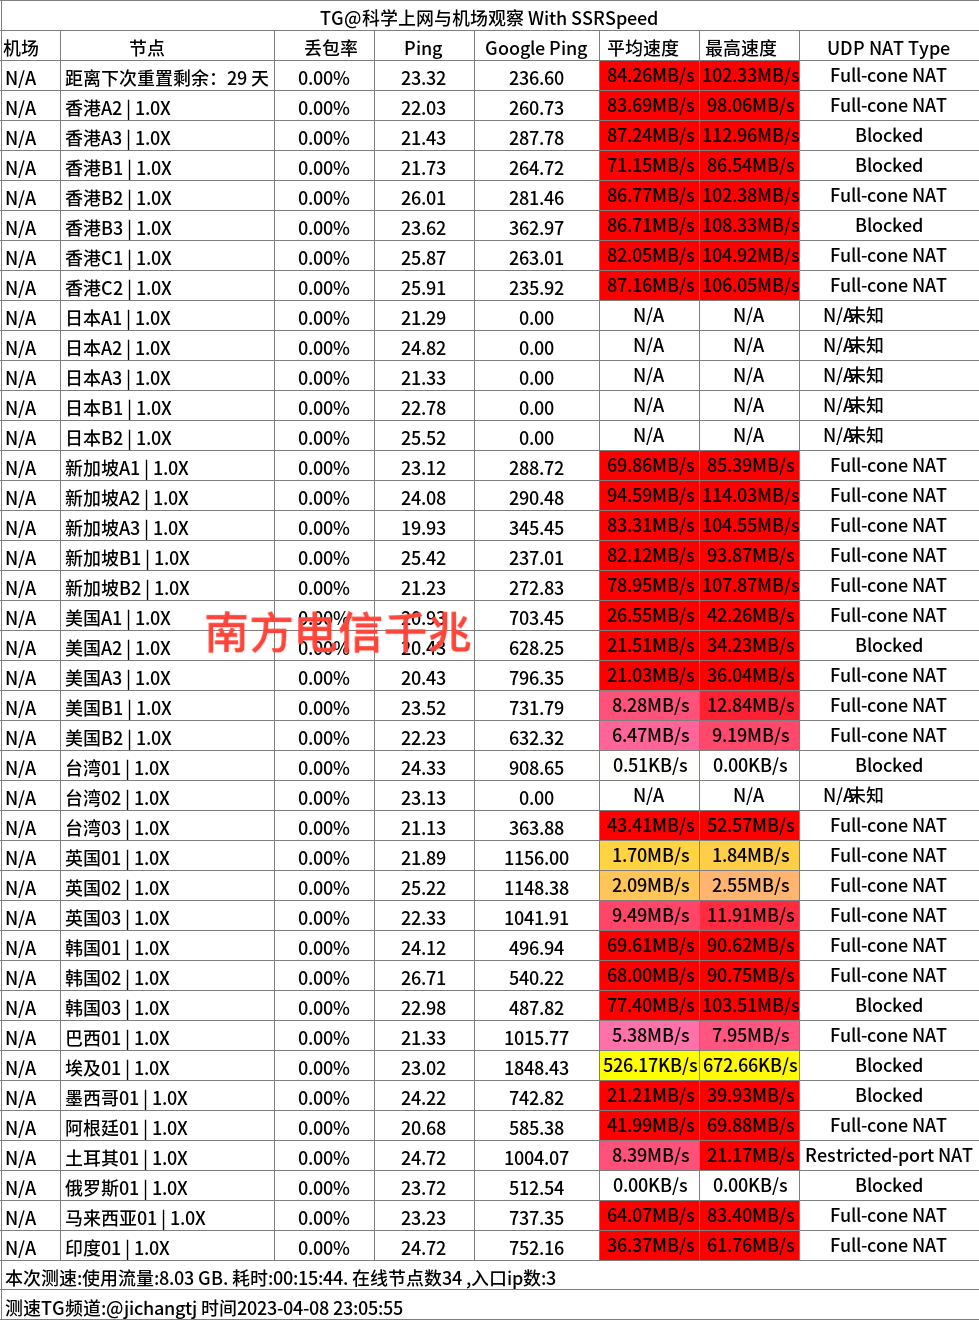 TG@科学上网与机场观察 With SSRSpeed
机场 节点 丢包率 Ping Google Ping 平均速度 最高速度 UDP NAT Type
N/A 距离下次重置剩余：29 天 0.00% 23.32 236.60 84.26MB/s 102.33MB/s Full-cone NAT
N/A 香港A2 | 1.0X 0.00% 22.03 260.73 83.69MB/s 98.06MB/s Full-cone NAT
N/A 香港A3 | 1.0X 0.00% 21.43 287.78 87.24MB/s 112.96MB/s Blocked
N/A 香港B1 | 1.0X 0.00% 21.73 264.72 71.15MB/s 86.54MB/s Blocked
N/A 香港B2 | 1.0X 0.00% 26.01 281.46 86.77MB/s 102.38MB/s Full-cone NAT
N/A 香港B3 | 1.0X 0.00% 23.62 362.97 86.71MB/s 108.33MB/s Blocked
N/A 香港C1 | 1.0X 0.00% 25.87 263.01 82.05MB/s 104.92MB/s Full-cone NAT
N/A 香港C2 | 1.0X 0.00% 25.91 235.92 87.16MB/s 106.05MB/s Full-cone NAT
N/A 日本A1 | 1.0X 0.00% 21.29 0.00 N/A N/A N/A未知
N/A 日本A2 | 1.0X 0.00% 24.82 0.00 N/A N/A N/A未知
N/A 日本A3 | 1.0X 0.00% 21.33 0.00 N/A N/A N/A未知
N/A 日本B1 | 1.0X 0.00% 22.78 0.00 N/A N/A N/A未知
N/A 日本B2 | 1.0X 0.00% 25.52 0.00 N/A N/A N/A未知
N/A 新加坡A1 | 1.0X 0.00% 23.12 288.72 69.86MB/s 85.39MB/s Full-cone NAT
N/A 新加坡A2 | 1.0X 0.00% 24.08 290.48 94.59MB/s 114.03MB/s Full-cone NAT
N/A 新加坡A3 | 1.0X 0.00% 19.93 345.45 83.31MB/s 104.55MB/s Full-cone NAT
N/A 新加坡B1 | 1.0X 0.00% 25.42 237.01 82.12MB/s 93.87MB/s Full-cone NAT
N/A 新加坡B2 | 1.0X 0.00% 21.23 272.83 78.95MB/s 107.87MB/s Full-cone NAT
N/A 美国A1 | 1.0X 0.00% 20.93 703.45 26.55MB/s 42.26MB/s Full-cone NAT
南方电信千兆
N/A 美国A2 | 1.0X 0.00% 20.43 628.25 21.51MB/s 34.23MB/s Blocked
N/A 美国A3 | 1.0X 0.00% 20.43 796.35 21.03MB/s 36.04MB/s Full-cone NAT
N/A 美国B1 | 1.0X 0.00% 23.52 731.79 8.28MB/s 12.84MB/s Full-cone NAT
N/A 美国B2 | 1.0X 0.00% 22.23 632.32 6.47MB/s 9.19MB/s Full-cone NAT
N/A 台湾01 | 1.0X 0.00% 24.33 908.65 0.51KB/s 0.00KB/s Blocked
N/A 台湾02 | 1.0X 0.00% 23.13 0.00 N/A N/A N/A未知
N/A 台湾03 | 1.0X 0.00% 21.13 363.88 43.41MB/s 52.57MB/s Full-cone NAT
N/A 英国01 | 1.0X 0.00% 21.89 1156.00 1.70MB/s 1.84MB/s Full-cone NAT
N/A 英国02 | 1.0X 0.00% 25.22 1148.38 2.09MB/s 2.55MB/s Full-cone NAT
N/A 英国03 | 1.0X 0.00% 22.33 1041.91 9.49MB/s 11.91MB/s Full-cone NAT
N/A 韩国01 | 1.0X 0.00% 24.12 496.94 69.61MB/s 90.62MB/s Full-cone NAT
N/A 韩国02 | 1.0X 0.00% 26.71 540.22 68.00MB/s 90.75MB/s Full-cone NAT
N/A 韩国03 | 1.0X 0.00% 22.98 487.82 77.40MB/s 103.51MB/s Blocked
N/A 巴西01 | 1.0X 0.00% 21.33 1015.77 5.38MB/s 7.95MB/s Full-cone NAT
N/A 埃及01 | 1.0X 0.00% 23.02 1848.43 526.17KB/s 672.66KB/s Blocked
N/A 墨西哥01 | 1.0X 0.00% 24.22 742.82 21.21MB/s 39.93MB/s Blocked
N/A 阿根廷01 | 1.0X 0.00% 20.68 585.38 41.99MB/s 69.88MB/s Full-cone NAT
N/A 土耳其01 | 1.0X 0.00% 24.72 1004.07 8.39MB/s 21.17MB/s Restricted-port NAT
N/A 俄罗斯01 | 1.0X 0.00% 23.72 512.54 0.00KB/s 0.00KB/s Blocked
N/A 马来西亚01 | 1.0X 0.00% 23.23 737.35 64.07MB/s 83.40MB/s Full-cone NAT
N/A 印度01 | 1.0X 0.00% 24.72 752.16 36.37MB/s 61.76MB/s Full-cone NAT
本次测速:使用流量:8.03 GB. 耗时:00:15:44. 在线节点数34 ,入口ip数:3
测速TG频道:@jichangtj 时间2023-04-08 23:05:55